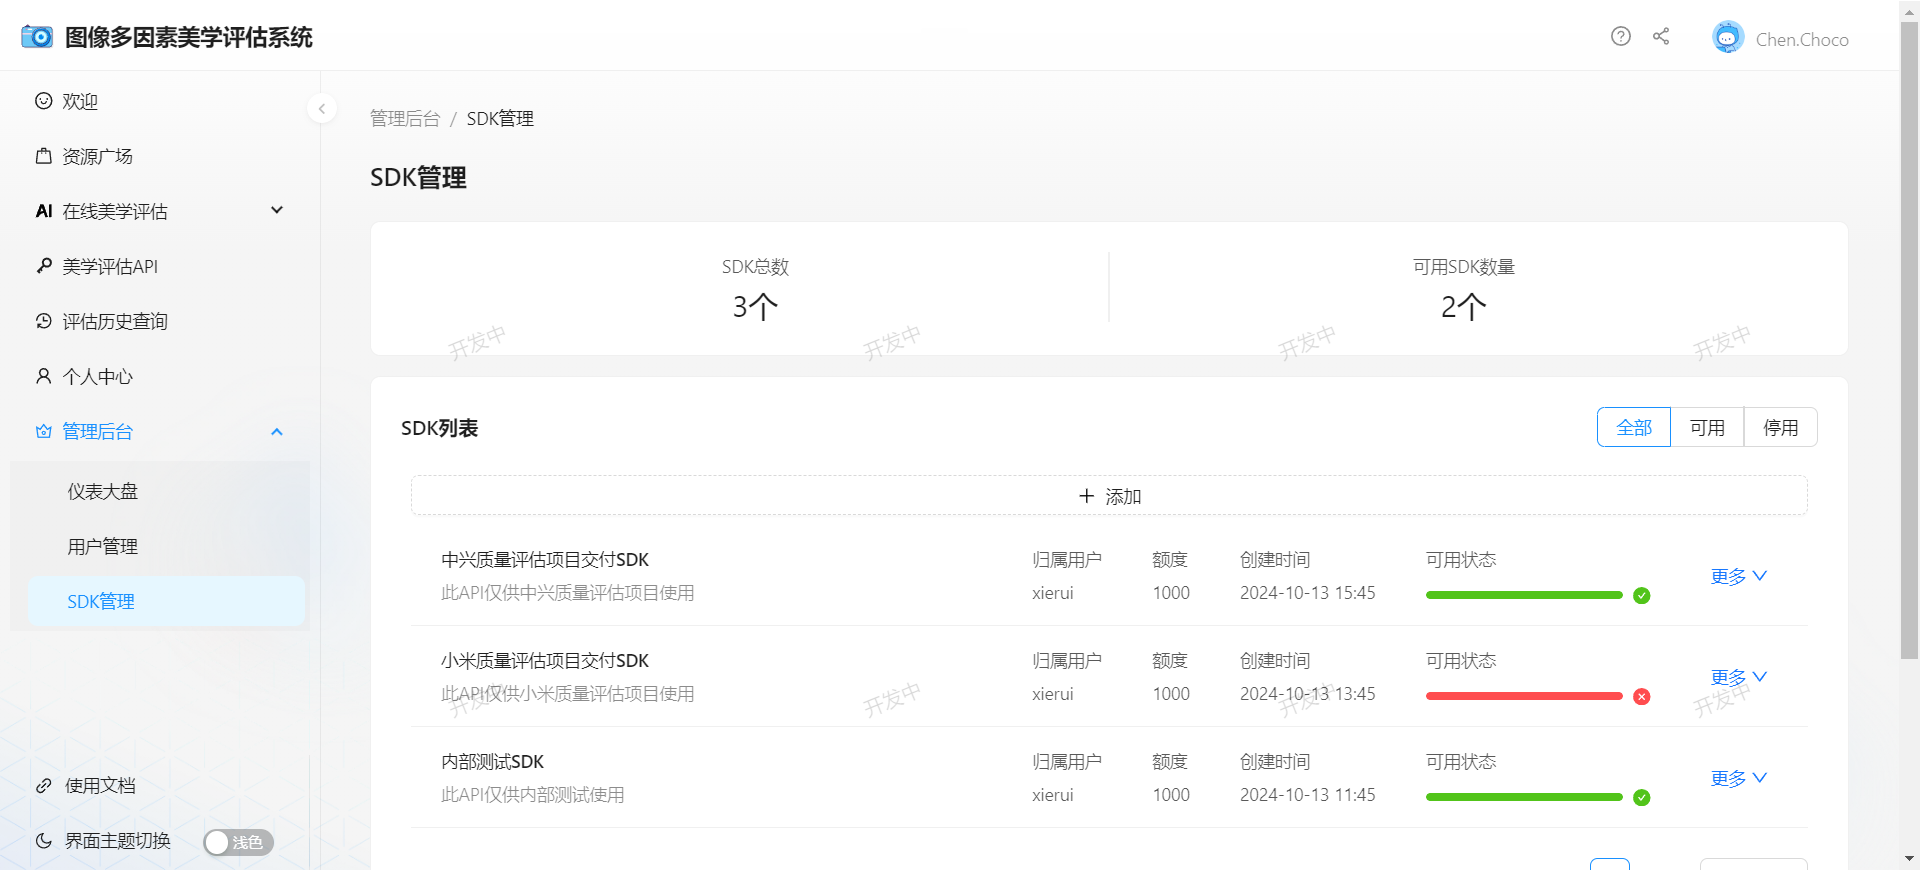 图像多因素美学评估系统
Chen.Choco
欢迎
资源广场
AI 在线美学评估
美学评估API
评估历史查询
个人中心
管理后台
仪表大盘
用户管理
SDK管理
使用文档
界面主题切换 浅色
管理后台 / SDK管理
SDK管理
SDK总数
3个
可用SDK数量
2个
开发中 开发中 开发中 开发中
SDK列表
全部 可用 停用
+ 添加
中兴质量评估项目交付SDK 归属用户 额度 创建时间 可用状态
此API仅供中兴质量评估项目使用 xierui 1000 2024-10-13 15:45
更多
小米质量评估项目交付SDK 归属用户 额度 创建时间 可用状态
此API仅供小米质量评估项目使用 xierui 1000 2024-10-13 13:45
更多
开发中 开发中 开发中 开发中
内部测试SDK 归属用户 额度 创建时间 可用状态
此API仅供内部测试使用 xierui 1000 2024-10-13 11:45
更多